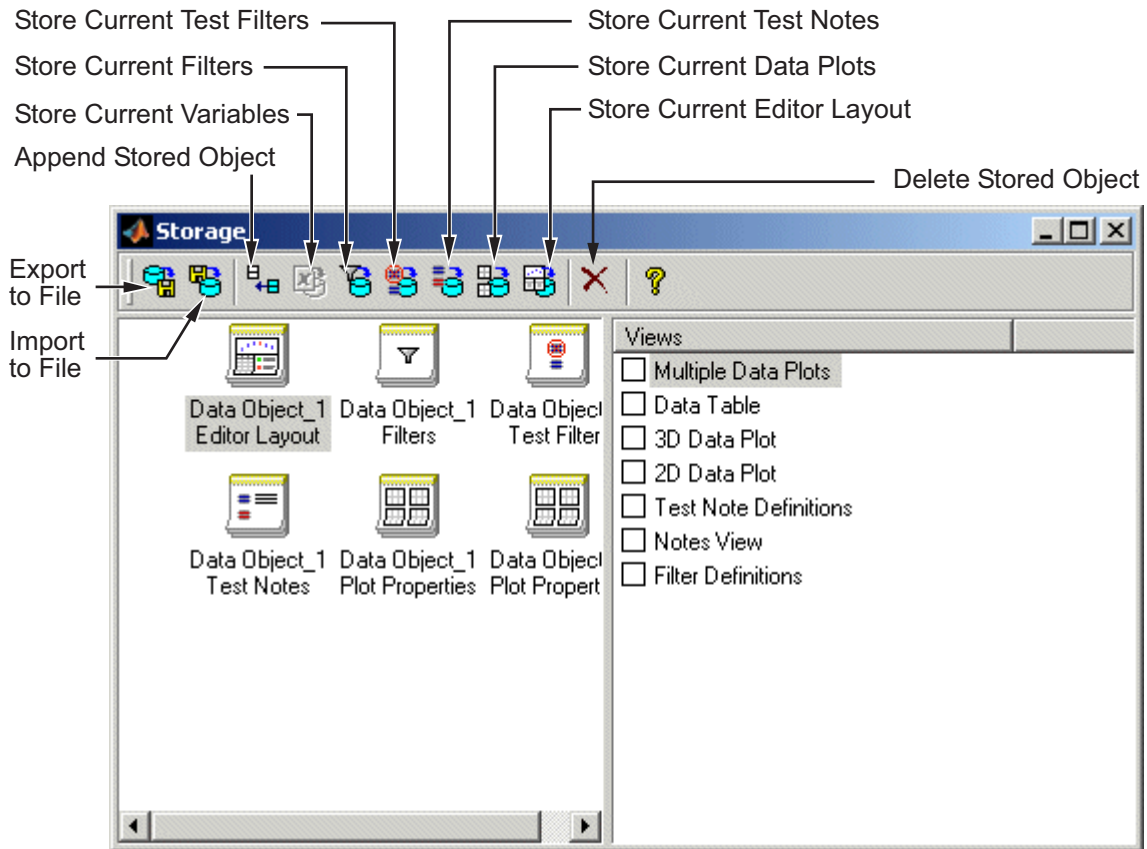 Store Current Test Filters
Store Current Test Notes
Store Current Filters
Store Current Data Plots
Store Current Variables
Store Current Editor Layout
Append Stored Object
Delete Stored Object
Storage
Export
to File
Import
to File
Views
Multiple Data Plots
Data Table
3D Data Plot
2D Data Plot
Test Note Definitions
Notes View
Filter Definitions
Data Object_1
Editor Layout
Data Object_1
Filters
Data Object
Test Filter
Data Object_1
Test Notes
Data Object_1
Plot Properties
Data Object
Plot Propert